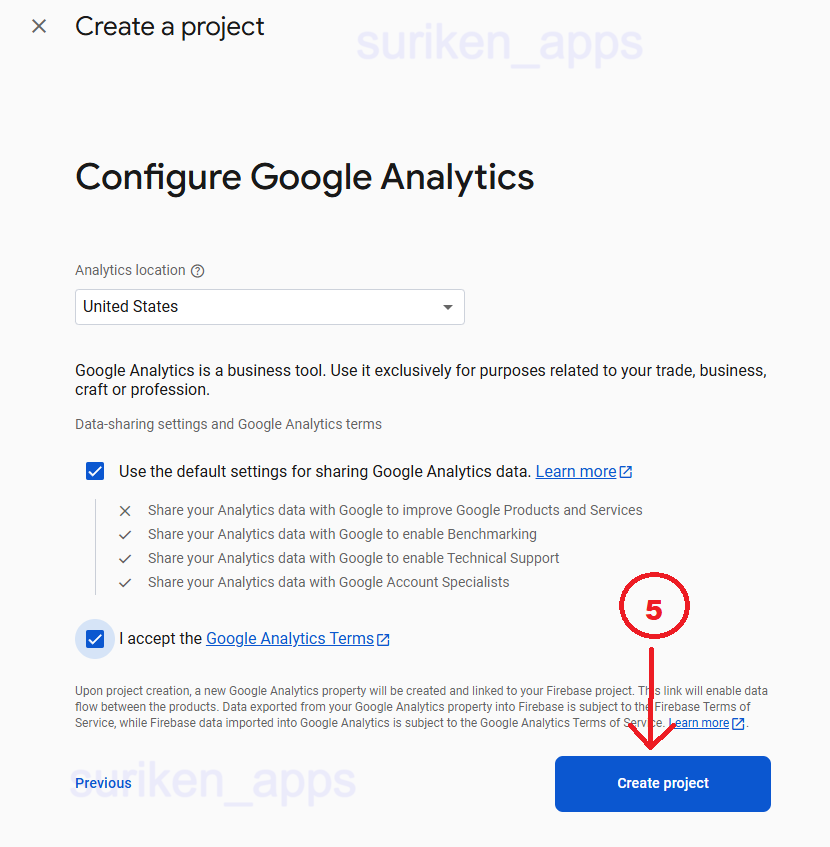 Create a project
suriken_apps
Configure Google Analytics
Analytics location
United States
Google Analytics is a business tool. Use it exclusively for purposes related to your trade, business,
craft or profession.
Data-sharing settings and Google Analytics terms
Use the default settings for sharing Google Analytics data. Learn more
Share your Analytics data with Google to improve Google Products and Services
Share your Analytics data with Google to enable Benchmarking
Share your Analytics data with Google to enable Technical Support
Share your Analytics data with Google Account Specialists
5
I accept the Google Analytics Terms
Upon project creation, a new Google Analytics property will be created and linked to your Firebase project. This link will enable data
flow between the products. Data exported from your Google Analytics property into Firebase is subject to the Firebase Terms of
Service, while Firebase data imported into Google Analytics is subject to the Google Analytics Terms of Service. Learn more.
suriken_apps
Previous
Create project